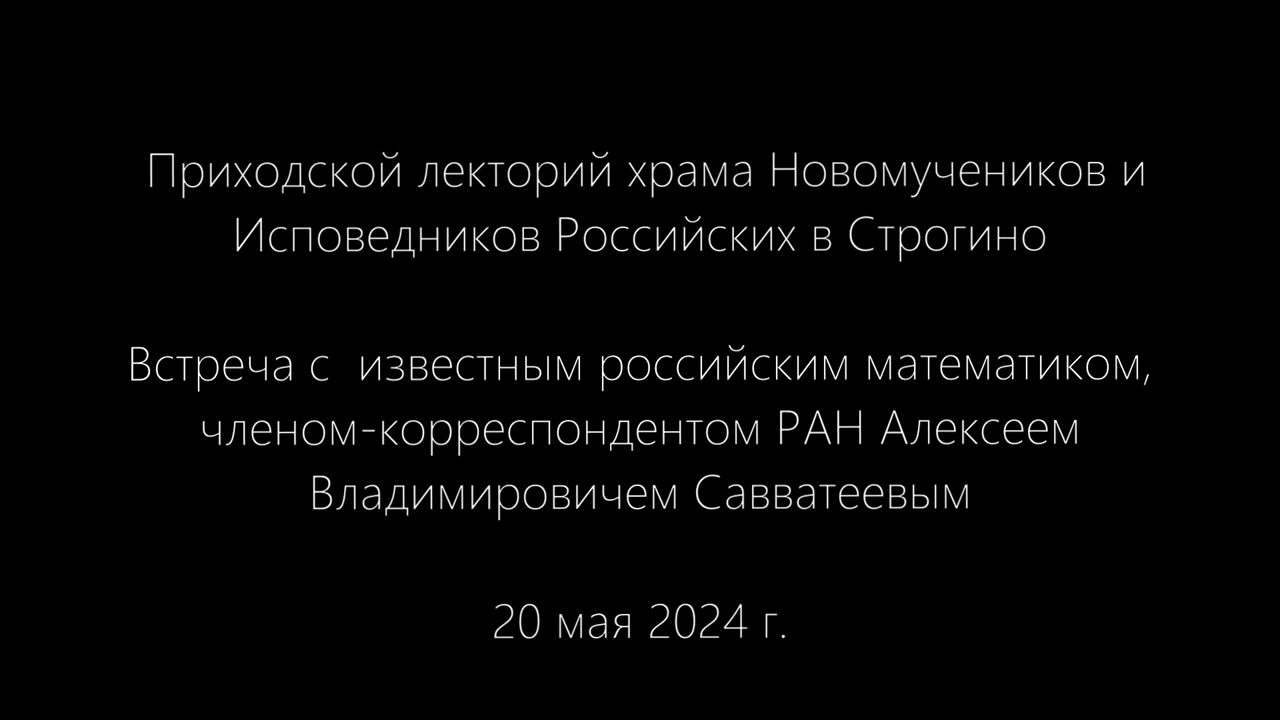 Приходской лекторий храма Новомучеников и
Исповедников Российских в Строгино
Встреча с  известным российским математиком,
членом-корреспондентом РАН Алексеем
Владимировичем Савватеевым
20 мая 2024 г.